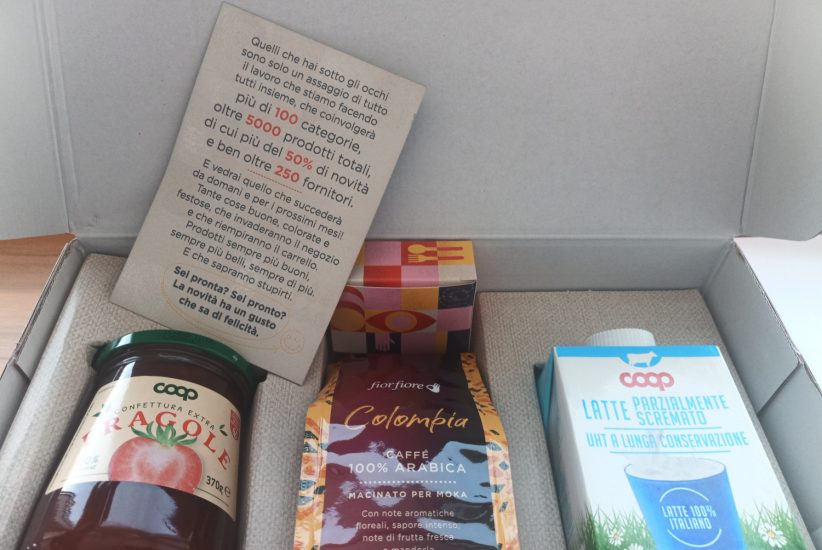 Quelli che hai sotto gli occhi
sono solo un assaggio di tutto
il lavoro che stiamo facendo
tutti insieme, che coinvolgerà
più di 100 categorie,
oltre 5000 prodotti totali,
di cui più del 50% di novità
e ben oltre 250 fornitori.
E vedrai quello che succederà
da domani e per i prossimi mesi!
Tante cose buone, colorate e
festose, che invaderanno il negozio
e che riempiranno il carrello.
Prodotti sempre più buoni,
sempre più belli, sempre di più.
E che sapranno stupirti.
Sei pronta? Sei pronto?
La novità ha un gusto
che sa di felicità.
coop
CONFETTURA EXTRA
FRAGOLE
370g e
fiorfiore
Colombia
CAFFÉ
100% ARABICA
MACINATO PER MOKA
Con note aromatiche
floreali, sapore intenso,
note di frutta fresca
e mandorla
coop
LATTE PARZIALMENTE
SCREMATO
UHT A LUNGA CONSERVAZIONE
LATTE 100%
ITALIANO